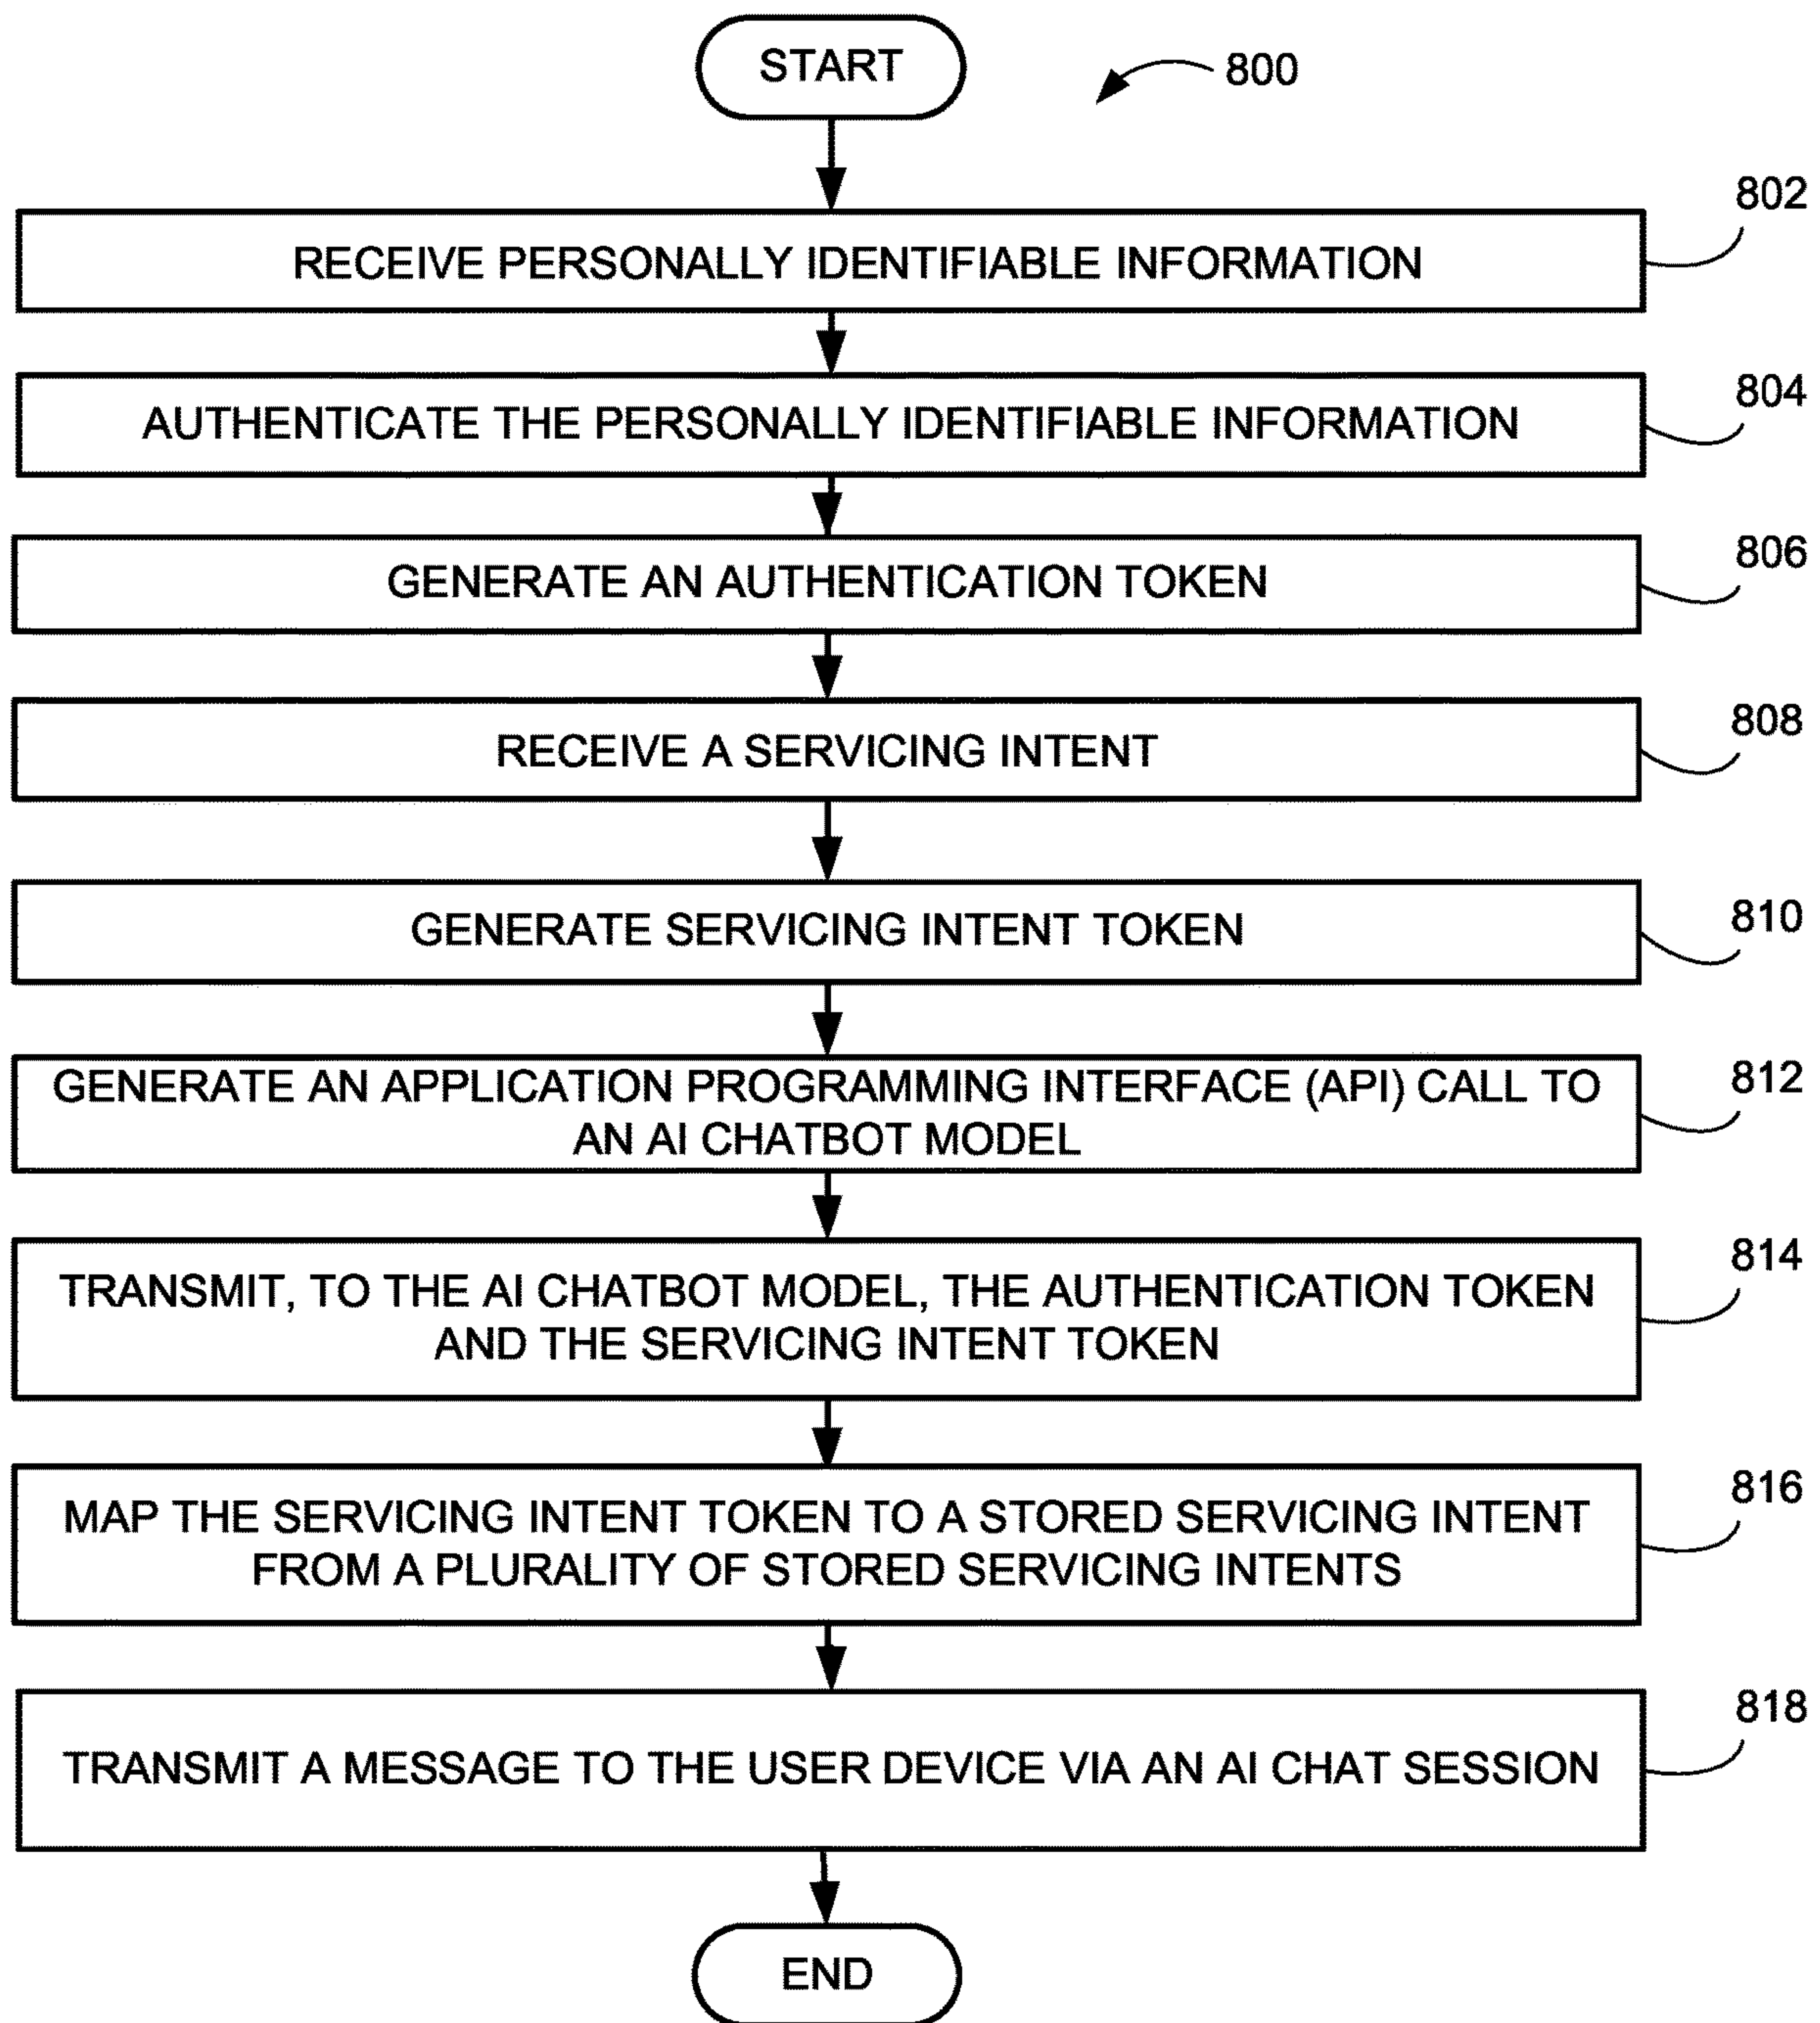 START
800
802
RECEIVE PERSONALLY IDENTIFIABLE INFORMATION
804
AUTHENTICATE THE PERSONALLY IDENTIFIABLE INFORMATION
806
GENERATE AN AUTHENTICATION TOKEN
808
RECEIVE A SERVICING INTENT
810
GENERATE SERVICING INTENT TOKEN
812
GENERATE AN APPLICATION PROGRAMMING INTERFACE (API) CALL TO
AN AI CHATBOT MODEL
814
TRANSMIT, TO THE AI CHATBOT MODEL, THE AUTHENTICATION TOKEN
AND THE SERVICING INTENT TOKEN
816
MAP THE SERVICING INTENT TOKEN TO A STORED SERVICING INTENT
FROM A PLURALITY OF STORED SERVICING INTENTS
818
TRANSMIT A MESSAGE TO THE USER DEVICE VIA AN AI CHAT SESSION
END